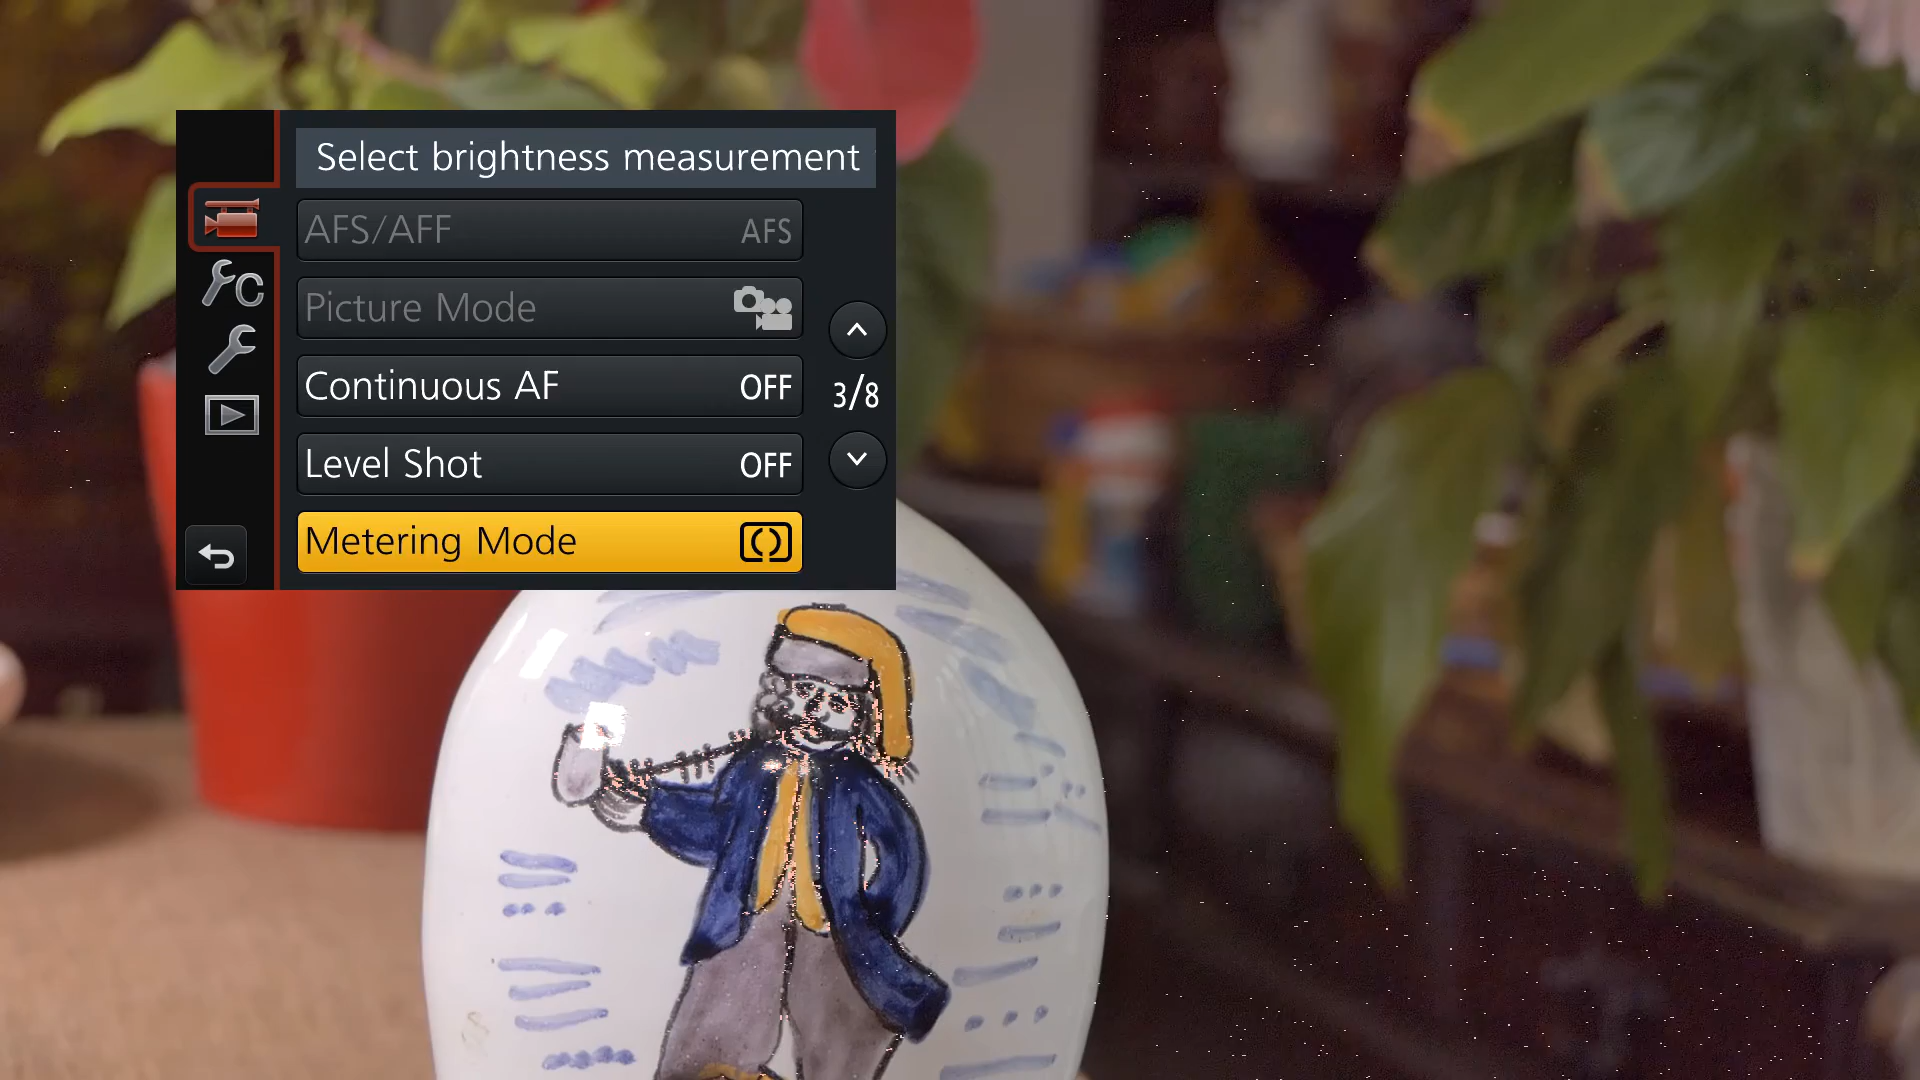 Select brightness measurement
AFS/AFF AFS
Picture Mode
Continuous AF OFF
3/8
Level Shot OFF
Metering Mode
C